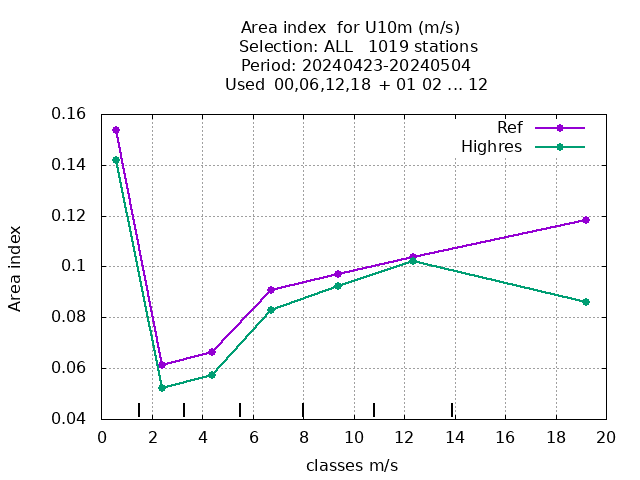 Area index  for U10m (m/s)
Selection: ALL   1019 stations
Period: 20240423-20240504
Used  00,06,12,18  + 01 02 ... 12
0.16
0.14
0.12
0.1
0.08
0.06
0.04
Area index
Ref
Highres
0 2 4 6 8 10 12 14 16 18 20
classes m/s